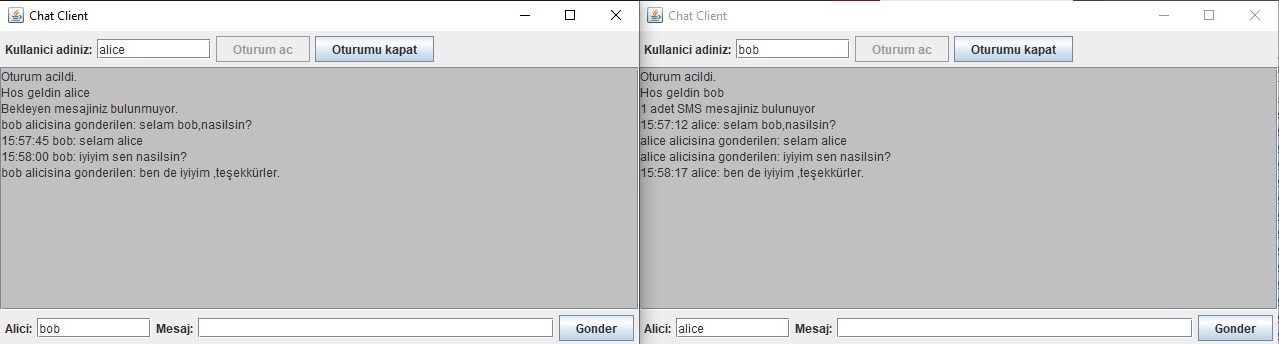 Chat Client
Kullanici adiniz: alice Oturum ac Oturumu kapat
Oturum acildi.
Hos geldin alice
Bekleyen mesajiniz bulunmuyor.
bob alicisina gonderilen: selam bob,nasilsin?
15:57:45 bob: selam alice
15:58:00 bob: iyiyim sen nasilsin?
bob alicisina gonderilen: ben de iyiyim ,teşekkürler.
Alici: bob Mesaj: Gonder
Chat Client
Kullanici adiniz: bob Oturum ac Oturumu kapat
Oturum acildi.
Hos geldin bob
1 adet SMS mesajiniz bulunuyor
15:57:12 alice: selam bob,nasilsin?
alice alicisina gonderilen: selam alice
alice alicisina gonderilen: iyiyim sen nasilsin?
15:58:17 alice: ben de iyiyim ,teşekkürler.
Alici: alice Mesaj: Gonder